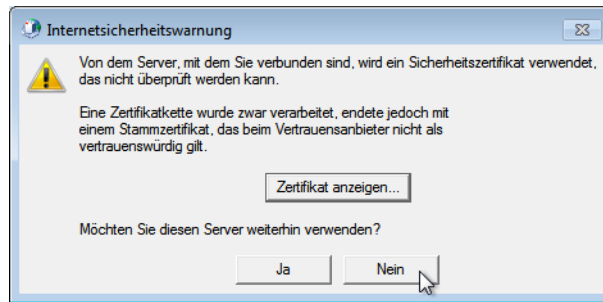 Internetsicherheitswarnung
Von dem Server, mit dem Sie verbunden sind, wird ein Sicherheitszertifikat verwendet,
das nicht überprüft werden kann.
Eine Zertifikatkette wurde zwar verarbeitet, endete jedoch mit
einem Stammzertifikat, das beim Vertrauensanbieter nicht als
vertrauenswürdig gilt.
Zertifikat anzeigen...
Möchten Sie diesen Server weiterhin verwenden?
Ja Nein